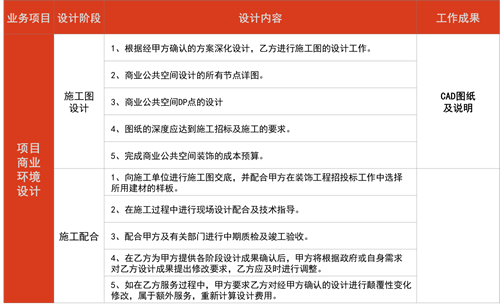 业务项目 设计阶段 设计内容 工作成果
项目
商业
环境
设计
施工图
设计
1、根据经甲方确认的方案深化设计，乙方进行施工图的设计工作。
2、商业公共空间设计的所有节点详图。
3、商业公共空间DP点的设计
4、图纸的深度应达到施工招标及施工的要求。
5、完成商业公共空间装饰的成本预算。
CAD图纸
及说明
施工配合
1、向施工单位进行施工图交底，并配合甲方在装饰工程招投标工作中选择
所用建材的样板。
2、在施工过程中进行现场设计配合及技术指导。
3、配合甲方及有关部门进行中期质检及竣工验收。
4、在乙方为甲方提供各阶段设计成果确认后，甲方将根据政府或自身需求
对乙方设计成果提出修改要求，乙方应及时进行调整。
5、如在乙方服务过程中，甲方要求乙方对经甲方确认的设计进行颠覆性变化
修改，属于额外服务，重新计算设计费用。